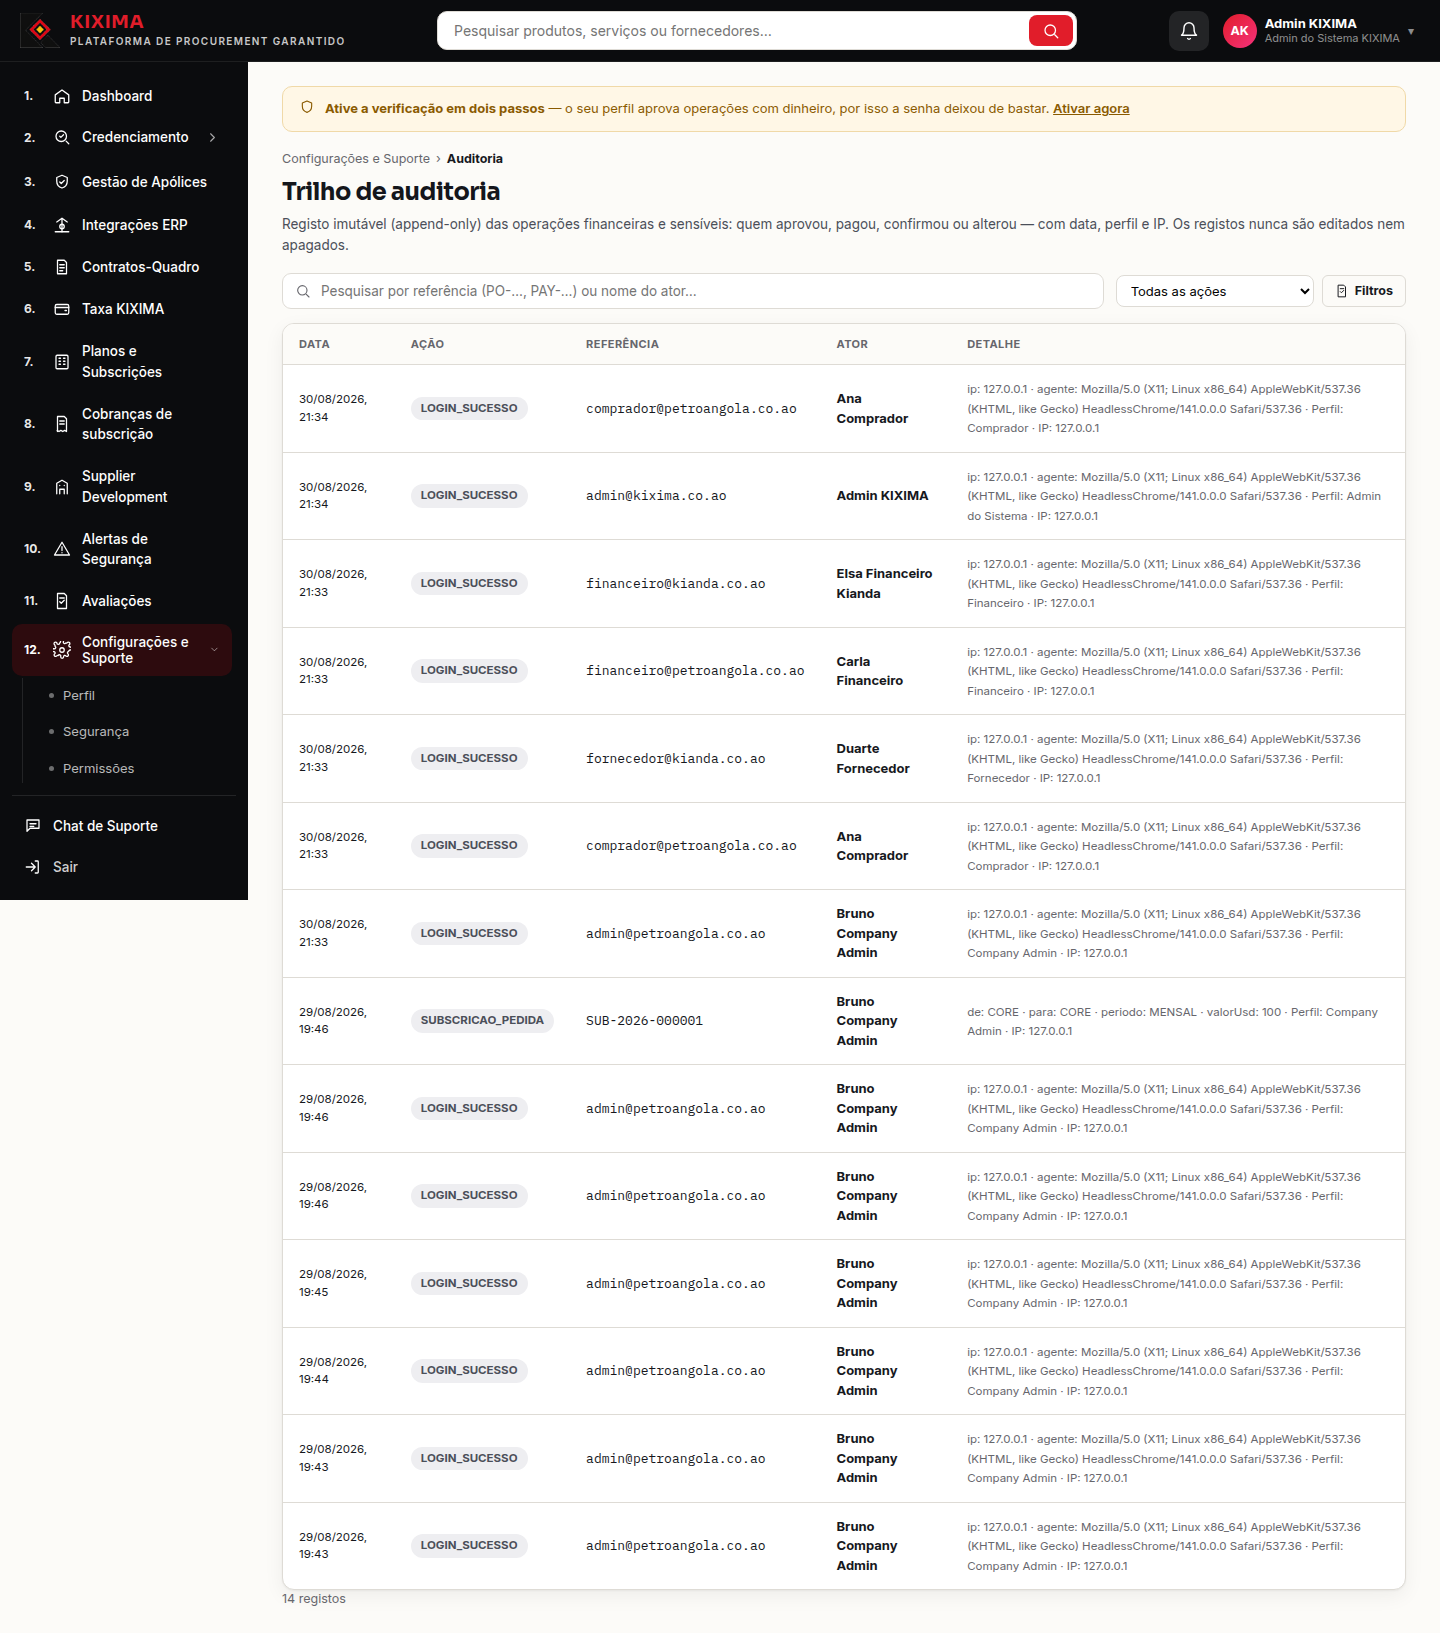 KIXIMA
PLATAFORMA DE PROCUREMENT GARANTIDO
Pesquisar produtos, serviços ou fornecedores...
AK
Admin KIXIMA
Admin do Sistema KIXIMA
1. Dashboard
2. Credenciamento
3. Gestão de Apólices
4. Integrações ERP
5. Contratos-Quadro
6. Taxa KIXIMA
7. Planos e
Subscrições
8. Cobranças de
subscrição
9. Supplier
Development
10. Alertas de
Segurança
11. Avaliações
12. Configurações e
Suporte
Perfil
Segurança
Permissões
Chat de Suporte
Sair
Ative a verificação em dois passos — o seu perfil aprova operações com dinheiro, por isso a senha deixou de bastar. Ativar agora
Configurações e Suporte › Auditoria
Trilho de auditoria
Registo imutável (append-only) das operações financeiras e sensíveis: quem aprovou, pagou, confirmou ou alterou — com data, perfil e IP. Os registos nunca são editados nem
apagados.
Pesquisar por referência (PO-..., PAY-...) ou nome do ator...
Todas as ações
Filtros
DATA AÇÃO REFERÊNCIA ATOR DETALHE
30/08/2026,
21:34
LOGIN_SUCESSO
comprador@petroangola.co.ao
Ana
Comprador
ip: 127.0.0.1 · agente: Mozilla/5.0 (X11; Linux x86_64) AppleWebKit/537.36
(KHTML, like Gecko) HeadlessChrome/141.0.0.0 Safari/537.36 · Perfil:
Comprador · IP: 127.0.0.1
30/08/2026,
21:34
LOGIN_SUCESSO
admin@kixima.co.ao
Admin KIXIMA
ip: 127.0.0.1 · agente: Mozilla/5.0 (X11; Linux x86_64) AppleWebKit/537.36
(KHTML, like Gecko) HeadlessChrome/141.0.0.0 Safari/537.36 · Perfil: Admin
do Sistema · IP: 127.0.0.1
30/08/2026,
21:33
LOGIN_SUCESSO
financeiro@kianda.co.ao
Elsa Financeiro
Kianda
ip: 127.0.0.1 · agente: Mozilla/5.0 (X11; Linux x86_64) AppleWebKit/537.36
(KHTML, like Gecko) HeadlessChrome/141.0.0.0 Safari/537.36 · Perfil:
Financeiro · IP: 127.0.0.1
30/08/2026,
21:33
LOGIN_SUCESSO
financeiro@petroangola.co.ao
Carla
Financeiro
ip: 127.0.0.1 · agente: Mozilla/5.0 (X11; Linux x86_64) AppleWebKit/537.36
(KHTML, like Gecko) HeadlessChrome/141.0.0.0 Safari/537.36 · Perfil:
Financeiro · IP: 127.0.0.1
30/08/2026,
21:33
LOGIN_SUCESSO
fornecedor@kianda.co.ao
Duarte
Fornecedor
ip: 127.0.0.1 · agente: Mozilla/5.0 (X11; Linux x86_64) AppleWebKit/537.36
(KHTML, like Gecko) HeadlessChrome/141.0.0.0 Safari/537.36 · Perfil:
Fornecedor · IP: 127.0.0.1
30/08/2026,
21:33
LOGIN_SUCESSO
comprador@petroangola.co.ao
Ana
Comprador
ip: 127.0.0.1 · agente: Mozilla/5.0 (X11; Linux x86_64) AppleWebKit/537.36
(KHTML, like Gecko) HeadlessChrome/141.0.0.0 Safari/537.36 · Perfil:
Comprador · IP: 127.0.0.1
30/08/2026,
21:33
LOGIN_SUCESSO
admin@petroangola.co.ao
Bruno
Company
Admin
ip: 127.0.0.1 · agente: Mozilla/5.0 (X11; Linux x86_64) AppleWebKit/537.36
(KHTML, like Gecko) HeadlessChrome/141.0.0.0 Safari/537.36 · Perfil:
Company Admin · IP: 127.0.0.1
29/08/2026,
19:46
SUBSCRICAO_PEDIDA
SUB-2026-000001
Bruno
Company
Admin
de: CORE · para: CORE · periodo: MENSAL · valorUsd: 100 · Perfil: Company
Admin · IP: 127.0.0.1
29/08/2026,
19:46
LOGIN_SUCESSO
admin@petroangola.co.ao
Bruno
Company
Admin
ip: 127.0.0.1 · agente: Mozilla/5.0 (X11; Linux x86_64) AppleWebKit/537.36
(KHTML, like Gecko) HeadlessChrome/141.0.0.0 Safari/537.36 · Perfil:
Company Admin · IP: 127.0.0.1
29/08/2026,
19:46
LOGIN_SUCESSO
admin@petroangola.co.ao
Bruno
Company
Admin
ip: 127.0.0.1 · agente: Mozilla/5.0 (X11; Linux x86_64) AppleWebKit/537.36
(KHTML, like Gecko) HeadlessChrome/141.0.0.0 Safari/537.36 · Perfil:
Company Admin · IP: 127.0.0.1
29/08/2026,
19:45
LOGIN_SUCESSO
admin@petroangola.co.ao
Bruno
Company
Admin
ip: 127.0.0.1 · agente: Mozilla/5.0 (X11; Linux x86_64) AppleWebKit/537.36
(KHTML, like Gecko) HeadlessChrome/141.0.0.0 Safari/537.36 · Perfil:
Company Admin · IP: 127.0.0.1
29/08/2026,
19:44
LOGIN_SUCESSO
admin@petroangola.co.ao
Bruno
Company
Admin
ip: 127.0.0.1 · agente: Mozilla/5.0 (X11; Linux x86_64) AppleWebKit/537.36
(KHTML, like Gecko) HeadlessChrome/141.0.0.0 Safari/537.36 · Perfil:
Company Admin · IP: 127.0.0.1
29/08/2026,
19:43
LOGIN_SUCESSO
admin@petroangola.co.ao
Bruno
Company
Admin
ip: 127.0.0.1 · agente: Mozilla/5.0 (X11; Linux x86_64) AppleWebKit/537.36
(KHTML, like Gecko) HeadlessChrome/141.0.0.0 Safari/537.36 · Perfil:
Company Admin · IP: 127.0.0.1
29/08/2026,
19:43
LOGIN_SUCESSO
admin@petroangola.co.ao
Bruno
Company
Admin
ip: 127.0.0.1 · agente: Mozilla/5.0 (X11; Linux x86_64) AppleWebKit/537.36
(KHTML, like Gecko) HeadlessChrome/141.0.0.0 Safari/537.36 · Perfil:
Company Admin · IP: 127.0.0.1
14 registos